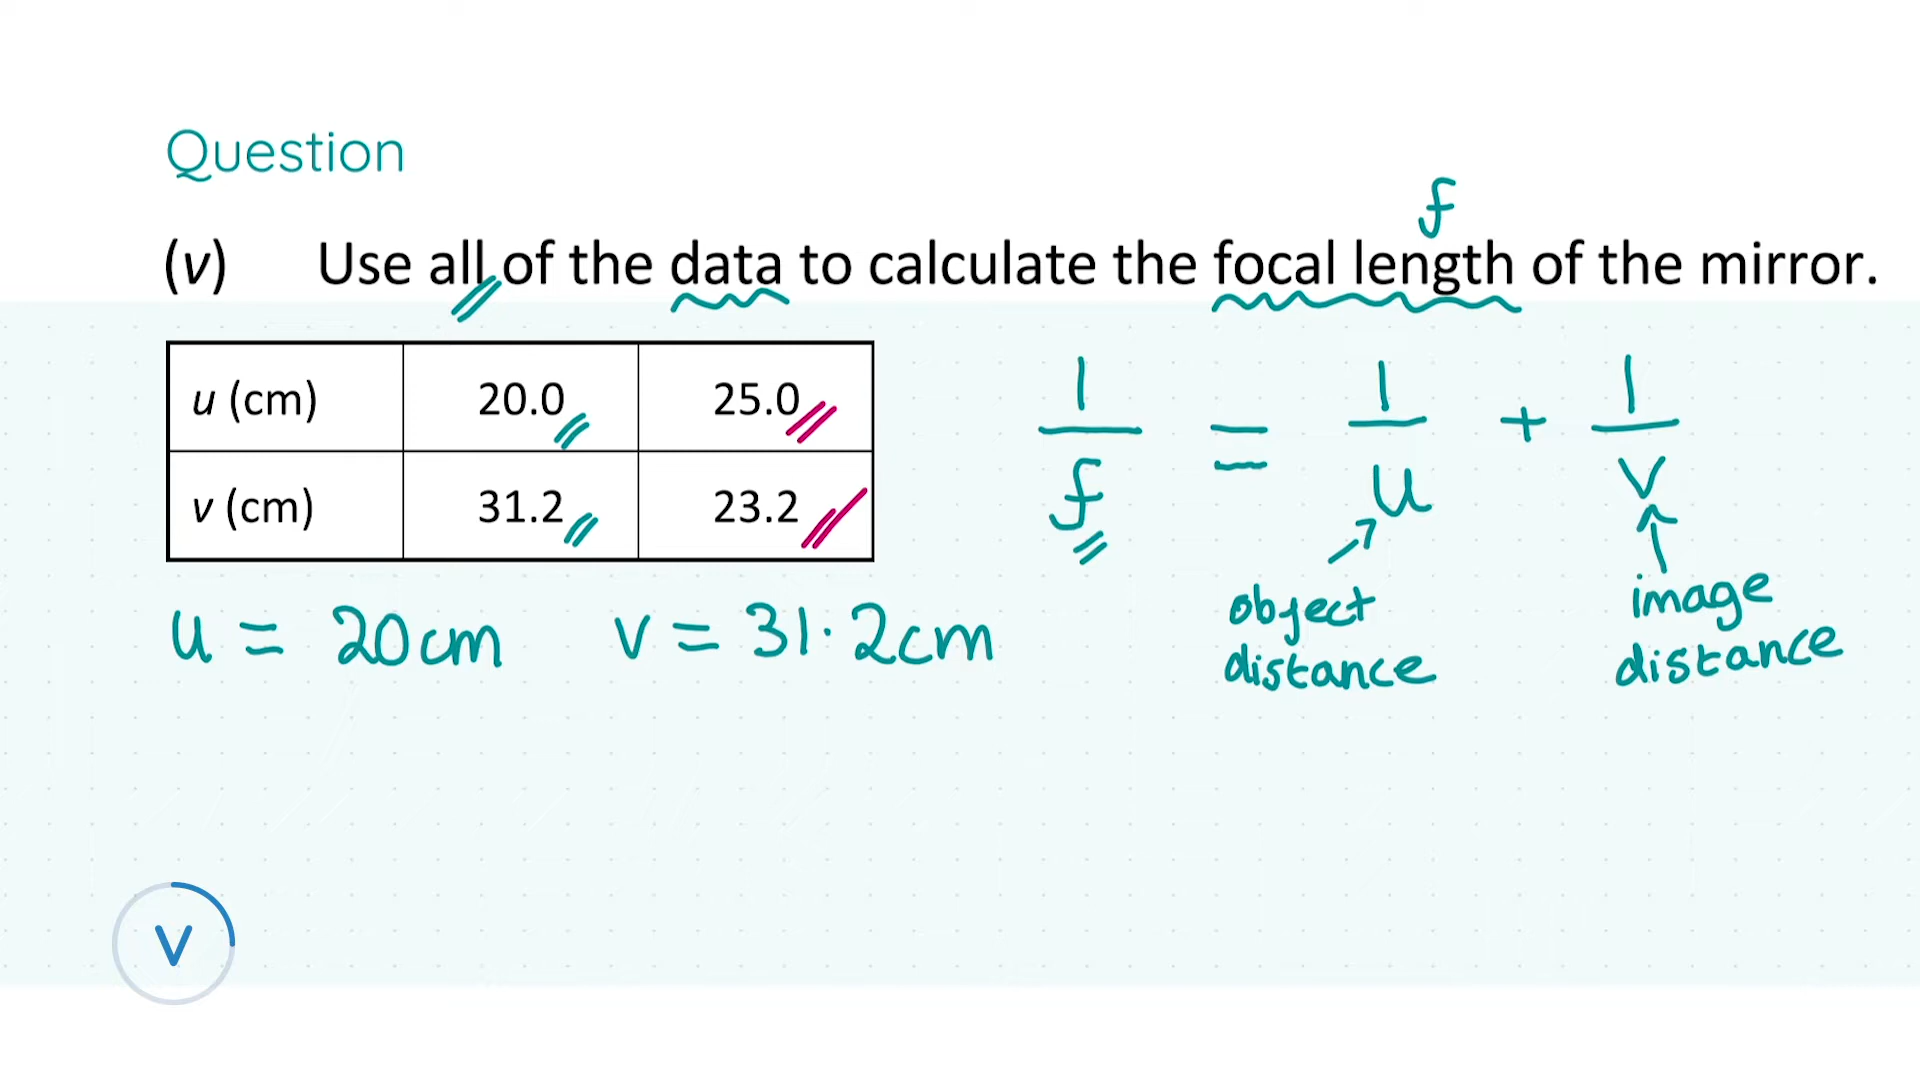 Question
f
(v) Use all of the data to calculate the focal length of the mirror.
u (cm) 20.0 25.0
v (cm) 31.2 23.2
1/f = 1/u + 1/v
object distance
image distance
u = 20cm v = 31.2cm
V